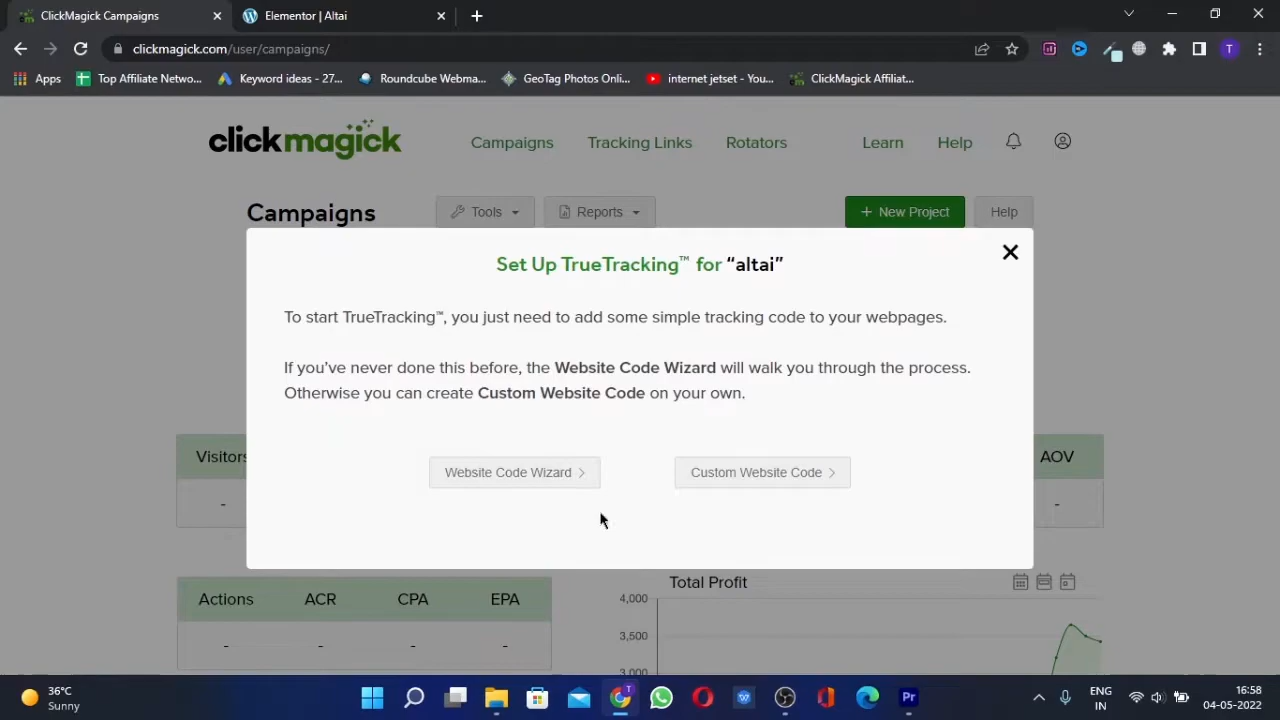 ClickMagick Campaigns
Elementor | Altai
clickmagick.com/user/campaigns/
T
Apps
Top Affiliate Netwo...
Keyword ideas - 27...
Roundcube Webma...
GeoTag Photos Onlin...
internet jetset - You...
ClickMagick Affiliat...
clickmagick
Campaigns
Tracking Links
Rotators
Learn
Help
Campaigns
Tools
Reports
+ New Project
Help
Set Up TrueTracking™ for “altai”
To start TrueTracking™, you just need to add some simple tracking code to your webpages.
If you’ve never done this before, the Website Code Wizard will walk you through the process.
Otherwise you can create Custom Website Code on your own.
Website Code Wizard
Custom Website Code
Visitors
AOV
-
-
Actions
ACR
CPA
EPA
-
-
-
-
Total Profit
4,000
3,500
3,000
36°C
Sunny
T
Pr
ENG
IN
16:58
04-05-2022